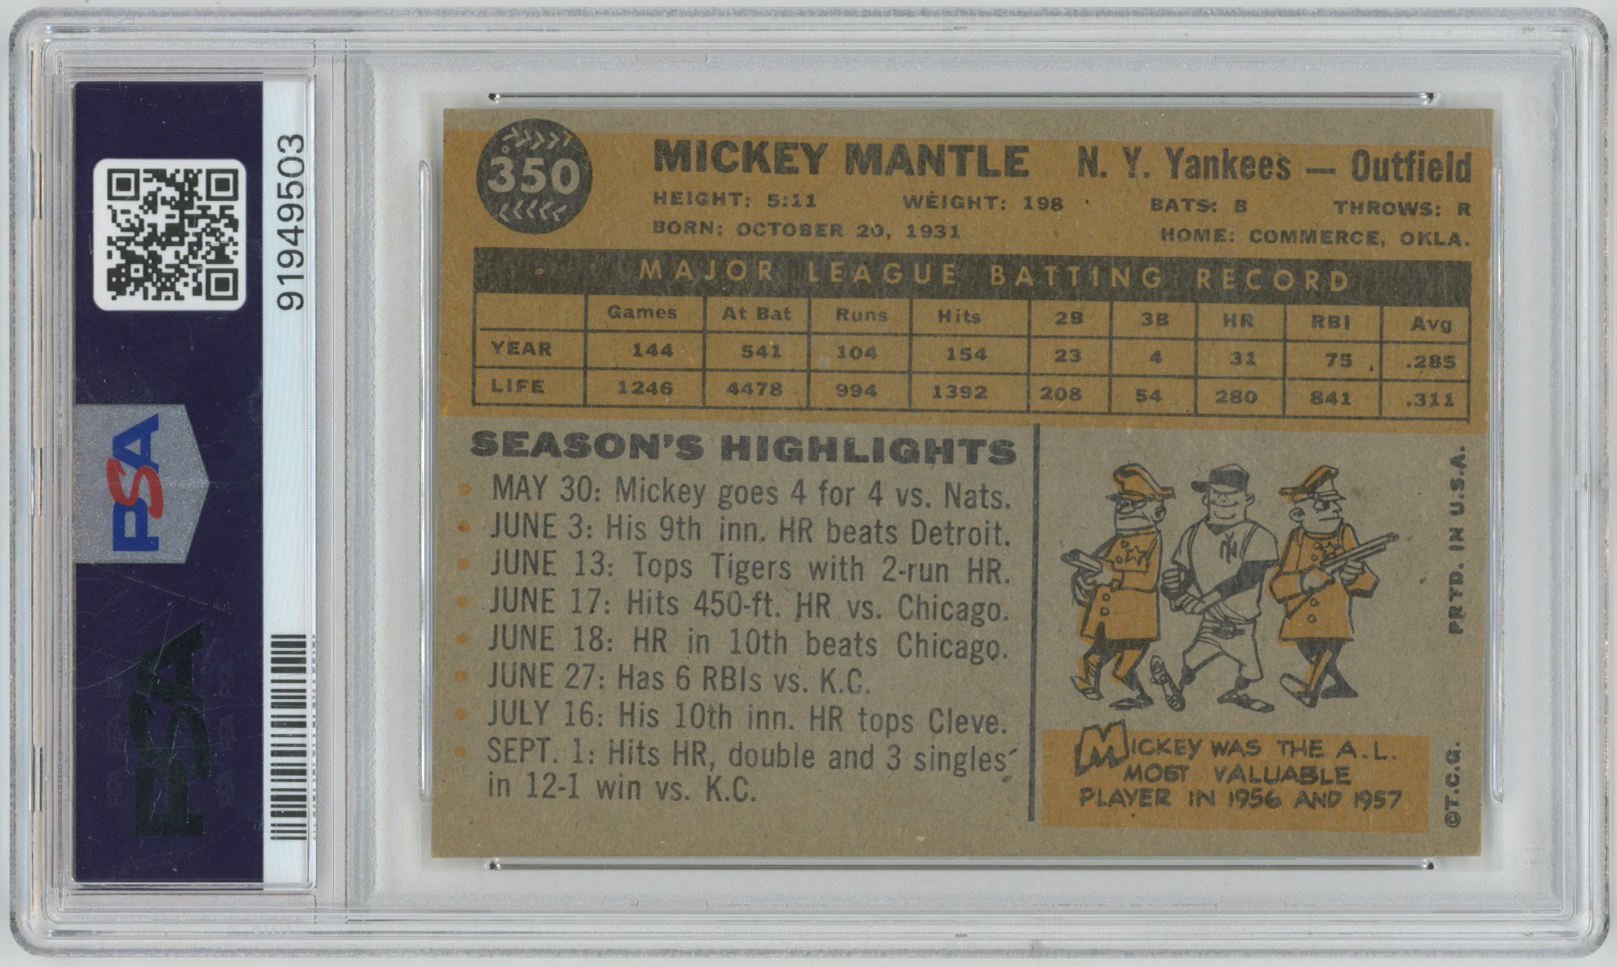 91949503
PSA
PSA
350
MICKEY MANTLE N. Y. Yankees — Outfield
HEIGHT: 5:11 WEIGHT: 198 BATS: B THROWS: R
BORN: OCTOBER 20, 1931 HOME: COMMERCE, OKLA.
MAJOR LEAGUE BATTING RECORD
Games At Bat Runs Hits 2B 3B HR RBI Avg
YEAR 144 541 104 154 23 4 31 75 .285
LIFE 1246 4478 994 1392 208 54 280 841 .311
SEASON'S HIGHLIGHTS
MAY 30: Mickey goes 4 for 4 vs. Nats.
JUNE 3: His 9th inn. HR beats Detroit.
JUNE 13: Tops Tigers with 2-run HR.
JUNE 17: Hits 450-ft. HR vs. Chicago.
JUNE 18: HR in 10th beats Chicago.
JUNE 27: Has 6 RBIs vs. K.C.
JULY 16: His 10th inn. HR tops Cleve.
SEPT. 1: Hits HR, double and 3 singles
in 12-1 win vs. K.C.
NY
MICKEY WAS THE A.L.
MOST VALUABLE
PLAYER IN 1956 AND 1957
©T.C.G. PRTD. IN U.S.A.